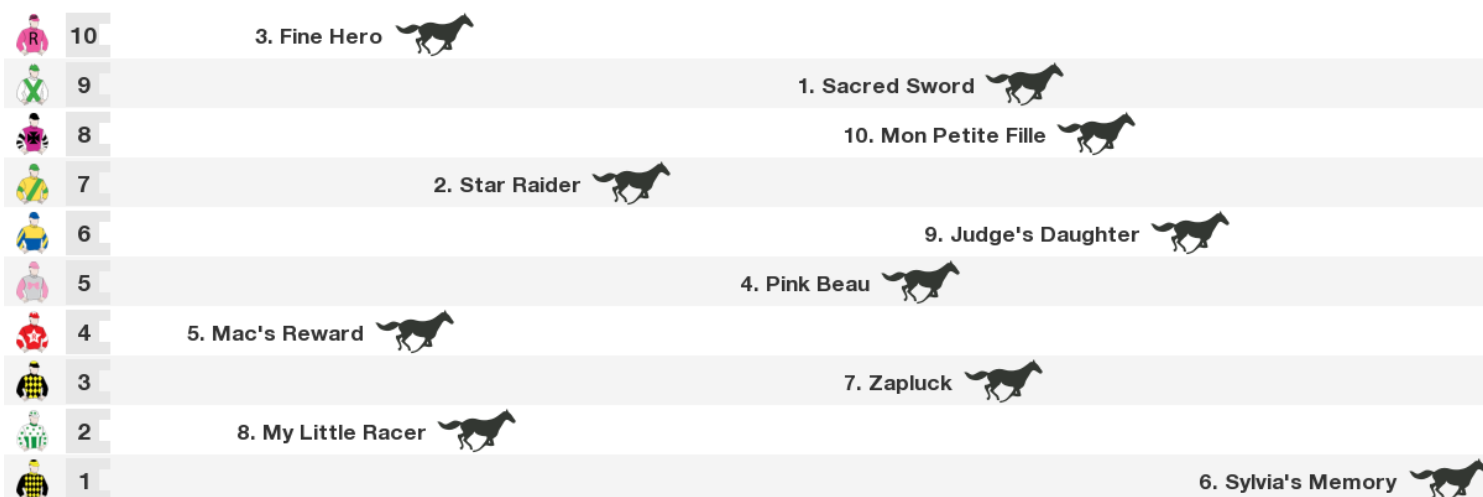 R 10 3. Fine Hero
9 1. Sacred Sword
8 10. Mon Petite Fille
7 2. Star Raider
6 9. Judge's Daughter
5 4. Pink Beau
4 5. Mac's Reward
3 7. Zapluck
2 8. My Little Racer
1 6. Sylvia's Memory